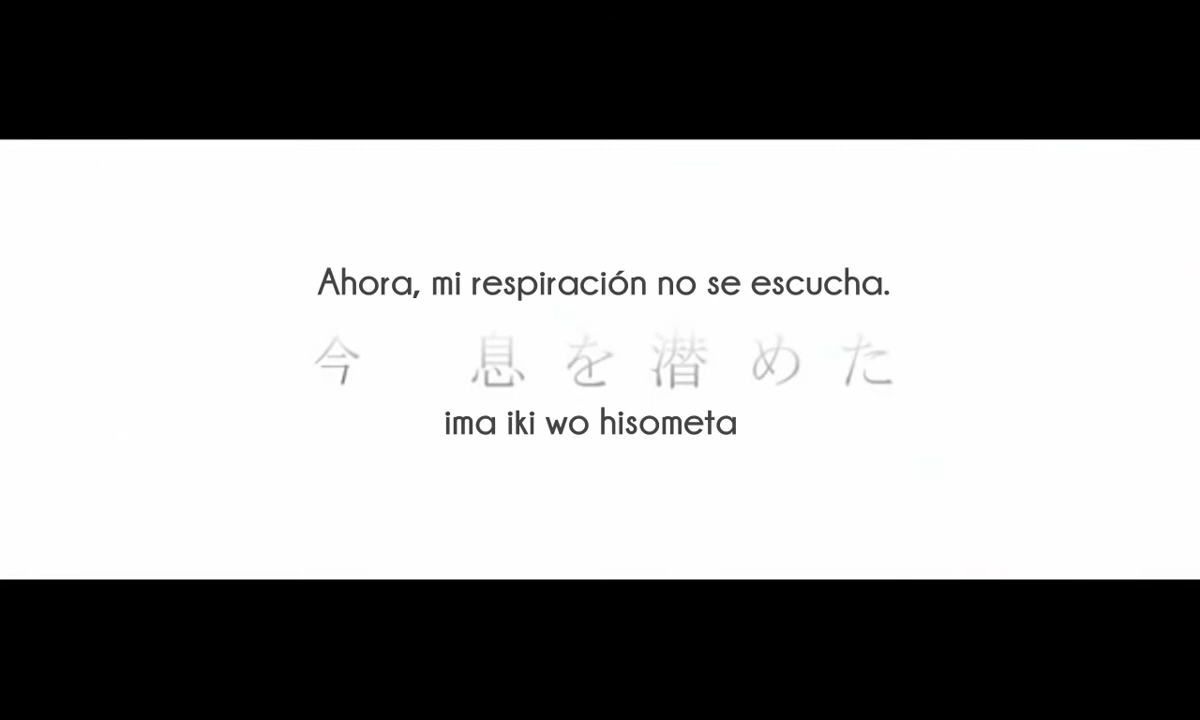 Ahora, mi respiración no se escucha.
今 息を潜めた
ima iki wo hisometa